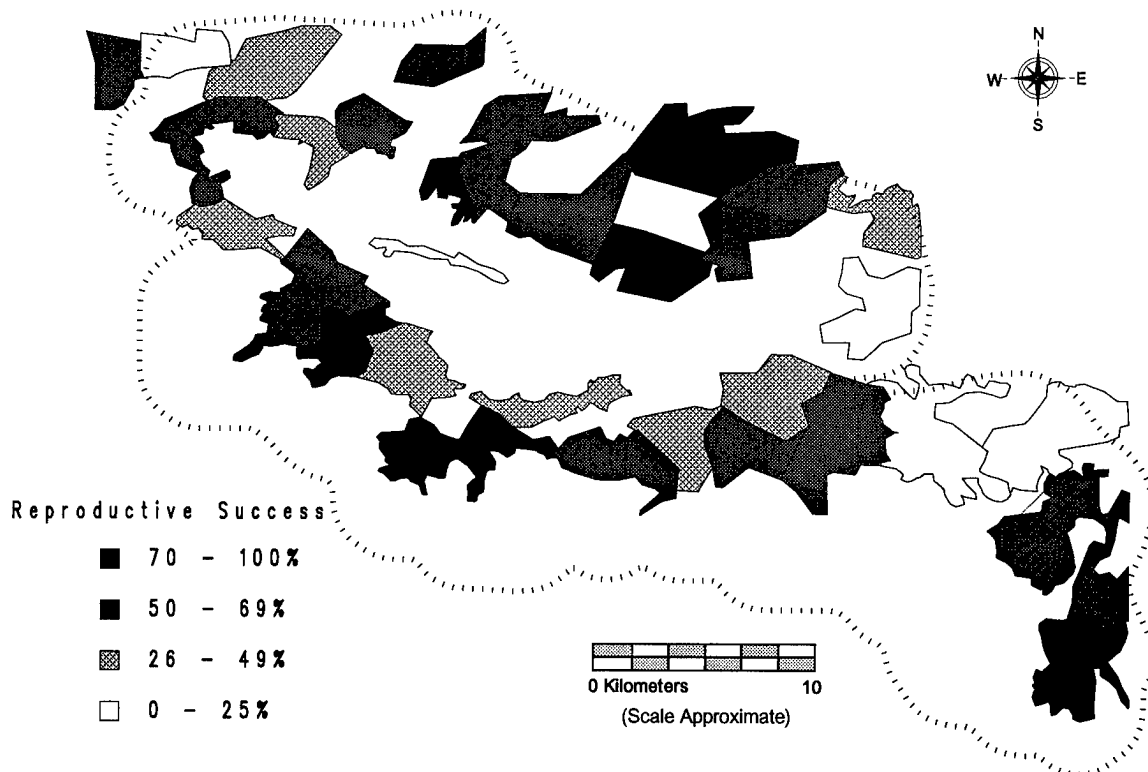 N
W E
S
Reproductive Success
70 - 100%
50 - 69%
26 - 49%
0 - 25%
0 Kilometers 10
(Scale Approximate)